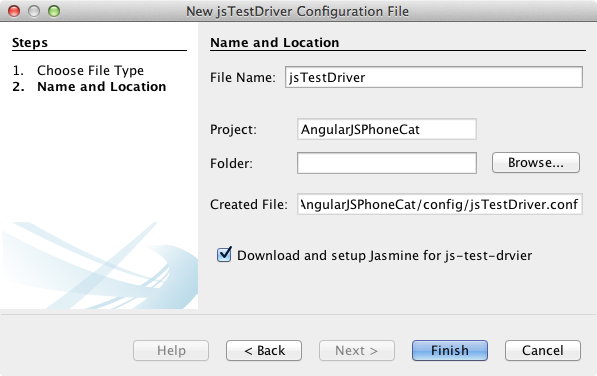 New jsTestDriver Configuration File
Steps
1. Choose File Type
2. Name and Location
Name and Location
File Name: jsTestDriver
Project: AngularJSPhoneCat
Folder: Browse...
Created File: AngularJSPhoneCat/config/jsTestDriver.conf
Download and setup Jasmine for js-test-drvier
Help < Back Next > Finish Cancel